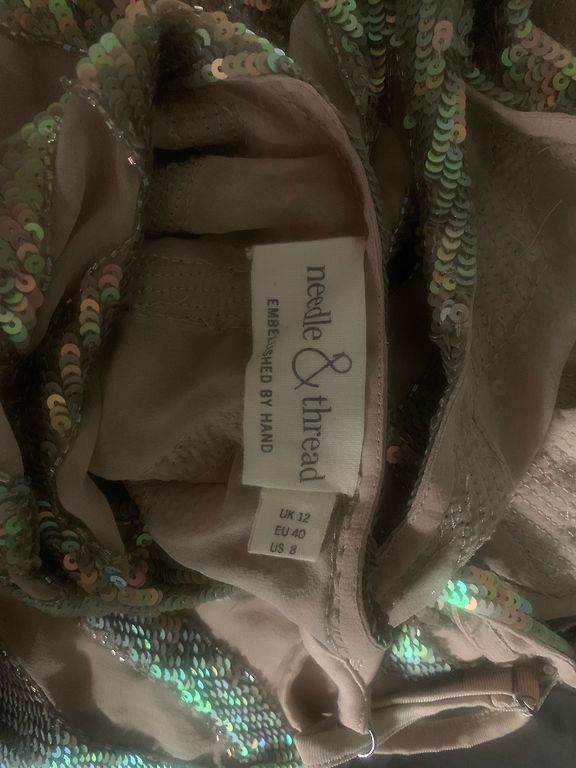 needle & thread
EMBELLISHED BY HAND
UK 12
EU 40
US 8